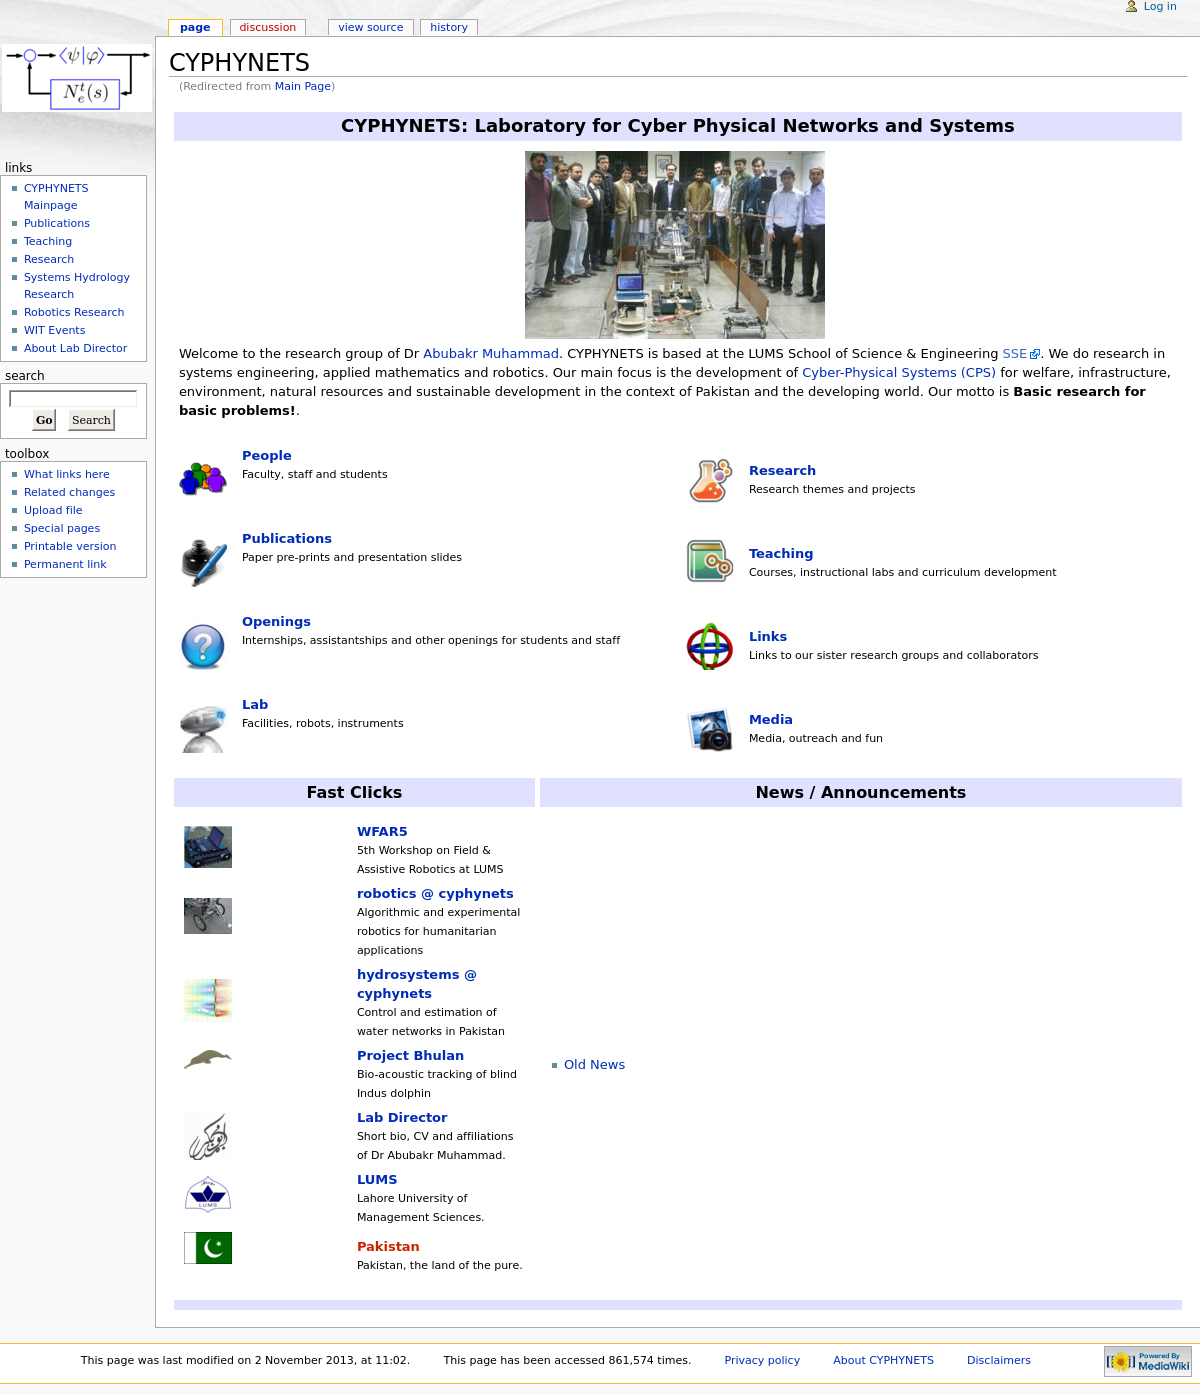 Log in
page
discussion
view source
history
⟨ψ|φ⟩
Nᵗₑ(s)
CYPHYNETS
(Redirected from Main Page)
CYPHYNETS: Laboratory for Cyber Physical Networks and Systems
links
CYPHYNETS
Mainpage
Publications
Teaching
Research
Systems Hydrology
Research
Robotics Research
WIT Events
About Lab Director
search
Go
Search
toolbox
What links here
Related changes
Upload file
Special pages
Printable version
Permanent link
Welcome to the research group of Dr Abubakr Muhammad. CYPHYNETS is based at the LUMS School of Science & Engineering SSE. We do research in
systems engineering, applied mathematics and robotics. Our main focus is the development of Cyber-Physical Systems (CPS) for welfare, infrastructure,
environment, natural resources and sustainable development in the context of Pakistan and the developing world. Our motto is Basic research for
basic problems!.
People
Faculty, staff and students
Research
Research themes and projects
Publications
Paper pre-prints and presentation slides
Teaching
Courses, instructional labs and curriculum development
Openings
Internships, assistantships and other openings for students and staff
Links
Links to our sister research groups and collaborators
Lab
Facilities, robots, instruments
Media
Media, outreach and fun
Fast Clicks
WFAR5
5th Workshop on Field &
Assistive Robotics at LUMS
robotics @ cyphynets
Algorithmic and experimental
robotics for humanitarian
applications
hydrosystems @
cyphynets
Control and estimation of
water networks in Pakistan
Project Bhulan
Bio-acoustic tracking of blind
Indus dolphin
Lab Director
Short bio, CV and affiliations
of Dr Abubakr Muhammad.
LUMS
LUMS
Lahore University of
Management Sciences.
Pakistan
Pakistan, the land of the pure.
News / Announcements
Old News
This page was last modified on 2 November 2013, at 11:02.
This page has been accessed 861,574 times.
Privacy policy
About CYPHYNETS
Disclaimers
Powered By
MediaWiki